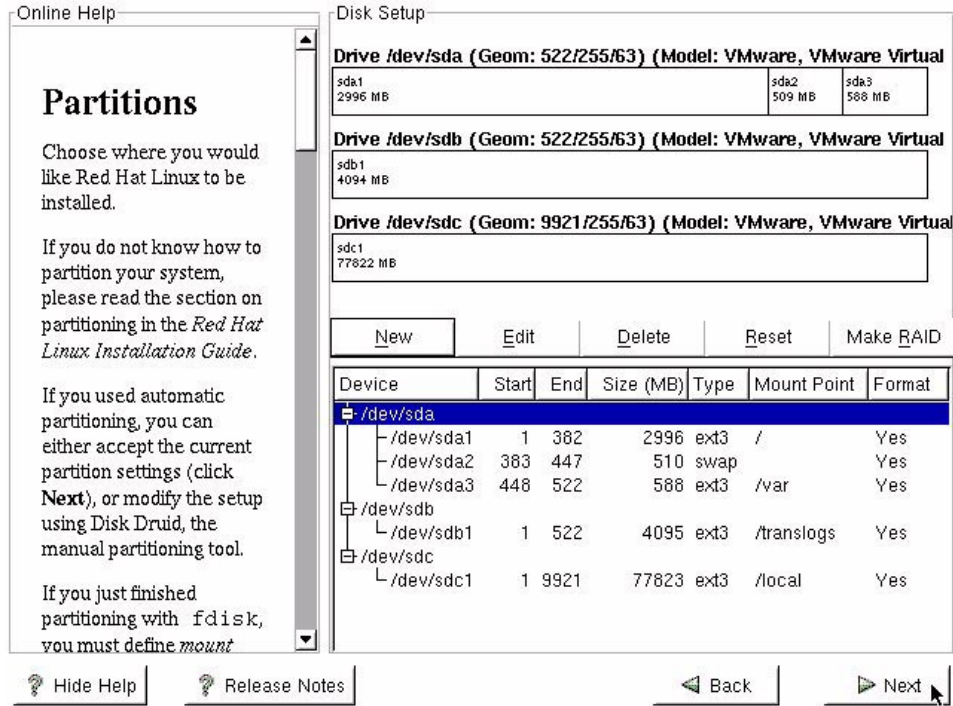 Online Help
Partitions
Choose where you would
like Red Hat Linux to be
installed.
If you do not know how to
partition your system,
please read the section on
partitioning in the Red Hat
Linux Installation Guide.
If you used automatic
partitioning, you can
either accept the current
partition settings (click
Next), or modify the setup
using Disk Druid, the
manual partitioning tool.
If you just finished
partitioning with fdisk,
you must define mount
Disk Setup
Drive /dev/sda (Geom: 522/255/63) (Model: VMware, VMware Virtual
sda1 sda2 sda3
2996 MB 509 MB 588 MB
Drive /dev/sdb (Geom: 522/255/63) (Model: VMware, VMware Virtual
sdb1
4094 MB
Drive /dev/sdc (Geom: 9921/255/63) (Model: VMware, VMware Virtual
sdc1
77822 MB
New Edit Delete Reset Make RAID
Device Start End Size (MB) Type Mount Point Format
/dev/sda
/dev/sda1 1 382 2996 ext3 / Yes
/dev/sda2 383 447 510 swap Yes
/dev/sda3 448 522 588 ext3 /var Yes
/dev/sdb
/dev/sdb1 1 522 4095 ext3 /translogs Yes
/dev/sdc
/dev/sdc1 1 9921 77823 ext3 /local Yes
Hide Help Release Notes Back Next